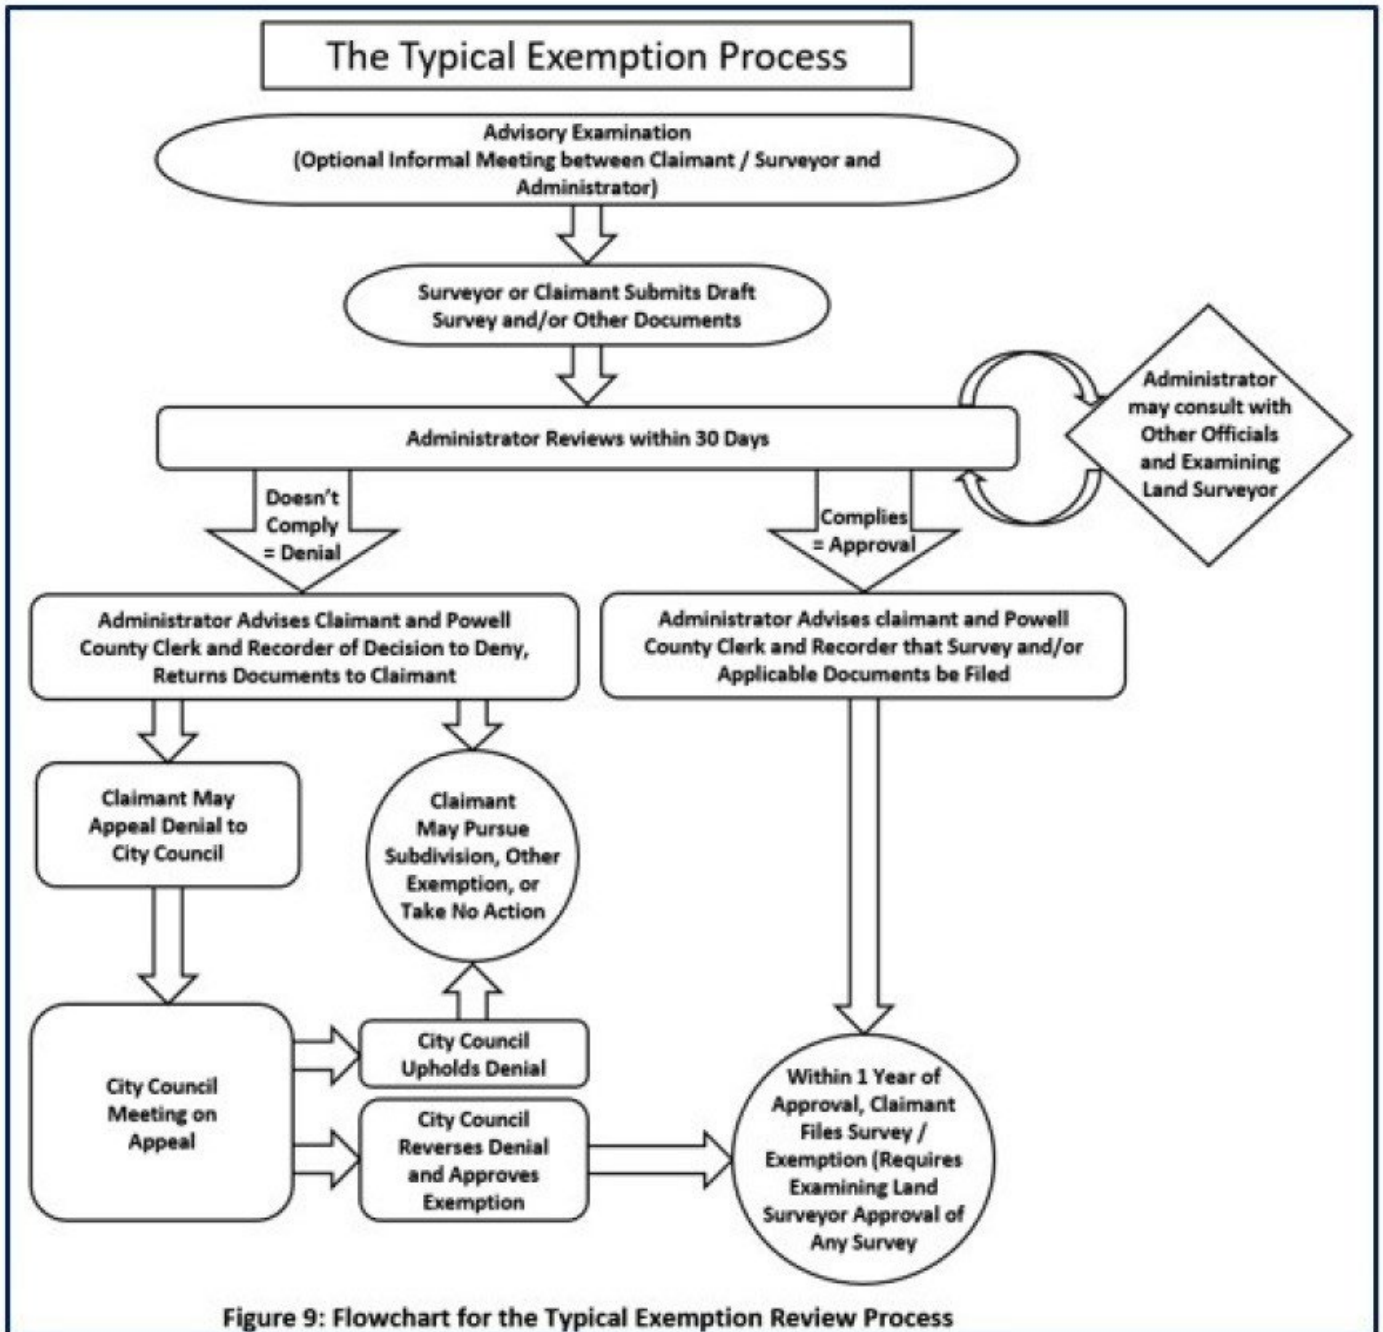 The Typical Exemption Process
Advisory Examination
(Optional Informal Meeting between Claimant / Surveyor and
Administrator)
Surveyor or Claimant Submits Draft
Survey and/or Other Documents
Administrator Reviews within 30 Days
Administrator
may consult with
Other Officials
and Examining
Land Surveyor
Doesn't
Comply
= Denial
Complies
= Approval
Administrator Advises Claimant and Powell
County Clerk and Recorder of Decision to Deny,
Returns Documents to Claimant
Administrator Advises claimant and Powell
County Clerk and Recorder that Survey and/or
Applicable Documents be Filed
Claimant May
Appeal Denial to
City Council
Claimant
May Pursue
Subdivision, Other
Exemption, or
Take No Action
City Council
Meeting on
Appeal
City Council
Upholds Denial
City Council
Reverses Denial
and Approves
Exemption
Within 1 Year of
Approval, Claimant
Files Survey /
Exemption (Requires
Examining Land
Surveyor Approval of
Any Survey
Figure 9: Flowchart for the Typical Exemption Review Process